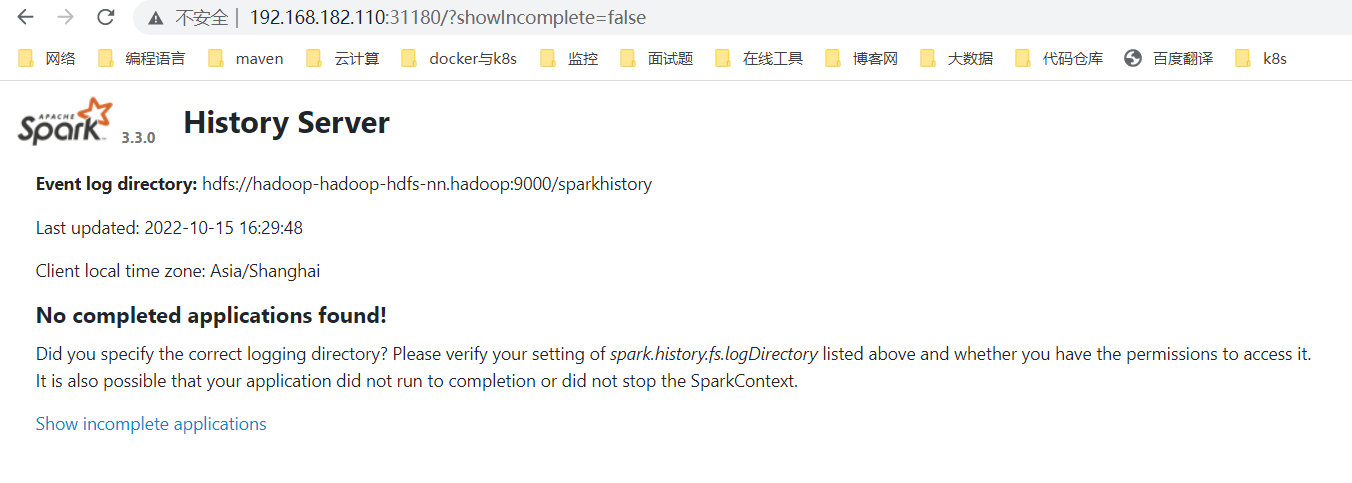 不安全 | 192.168.182.110:31180/?showIncomplete=false
网络 编程语言 maven 云计算 docker与k8s 监控 面试题 在线工具 博客网 大数据 代码仓库 百度翻译 k8s
APACHE Spark 3.3.0 History Server
Event log directory: hdfs://hadoop-hadoop-hdfs-nn.hadoop:9000/sparkhistory
Last updated: 2022-10-15 16:29:48
Client local time zone: Asia/Shanghai
No completed applications found!
Did you specify the correct logging directory? Please verify your setting of spark.history.fs.logDirectory listed above and whether you have the permissions to access it.
It is also possible that your application did not run to completion or did not stop the SparkContext.
Show incomplete applications